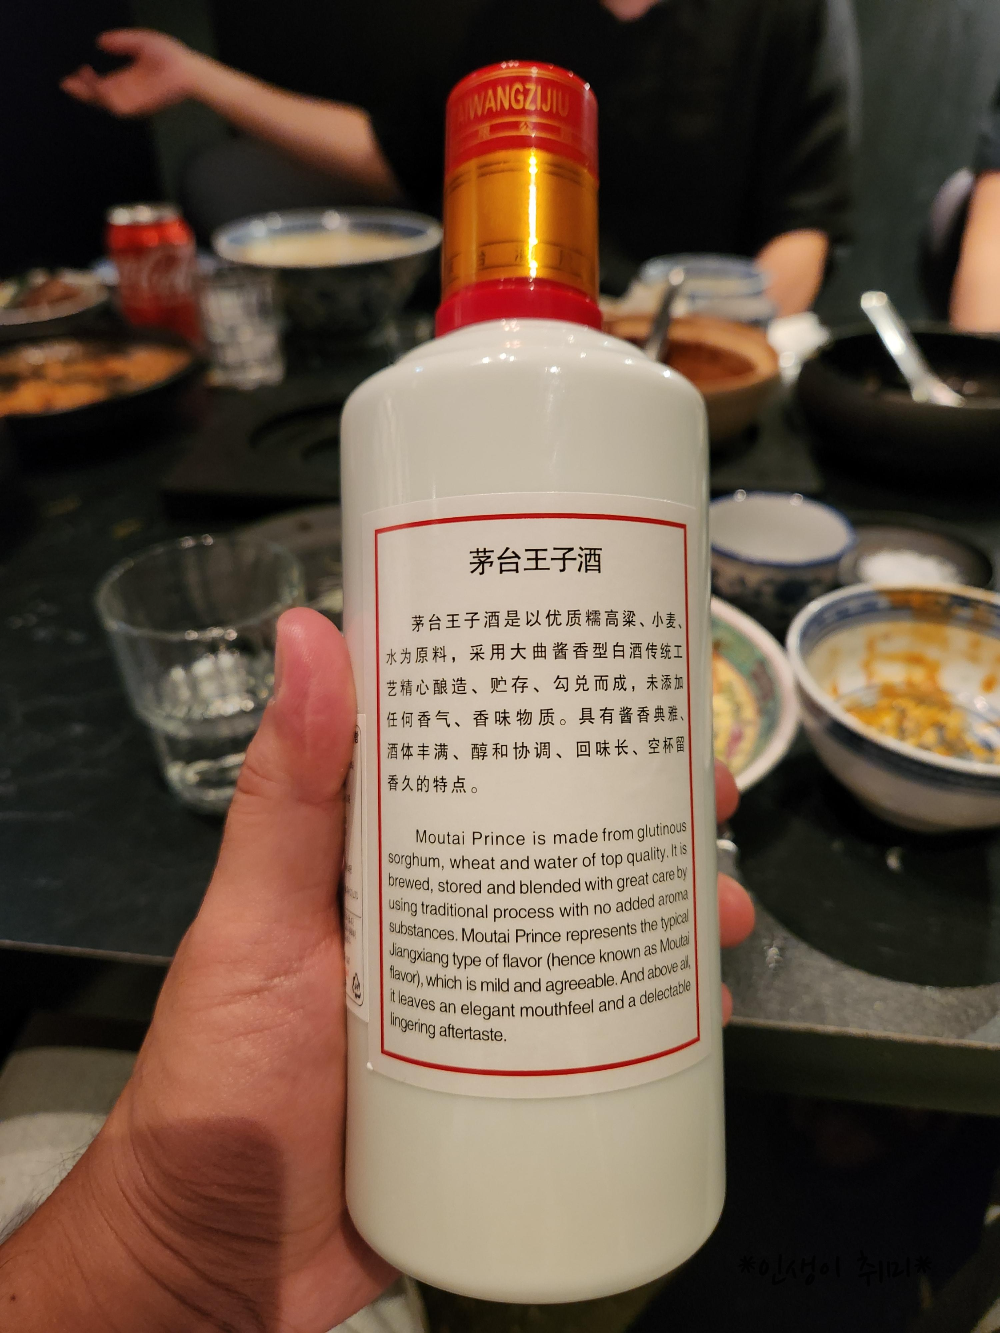 AIWANGZIJIU
茅台王子酒
茅台王子酒是以优质糯高粱、小麦、
水为原料，采用大曲酱香型白酒传统工
艺精心酿造、贮存、勾兑而成，未添加
任何香气、香味物质。具有酱香典雅、
酒体丰满、醇和协调、回味长、空杯留
香久的特点。
Moutai Prince is made from glutinous
sorghum, wheat and water of top quality. It is
brewed, stored and blended with great care by
using traditional process with no added aroma
substances. Moutai Prince represents the typical
Jiangxiang type of flavor (hence known as Moutai
flavor), which is mild and agreeable. And above all,
it leaves an elegant mouthfeel and a delectable
lingering aftertaste.
*인생이 취미*